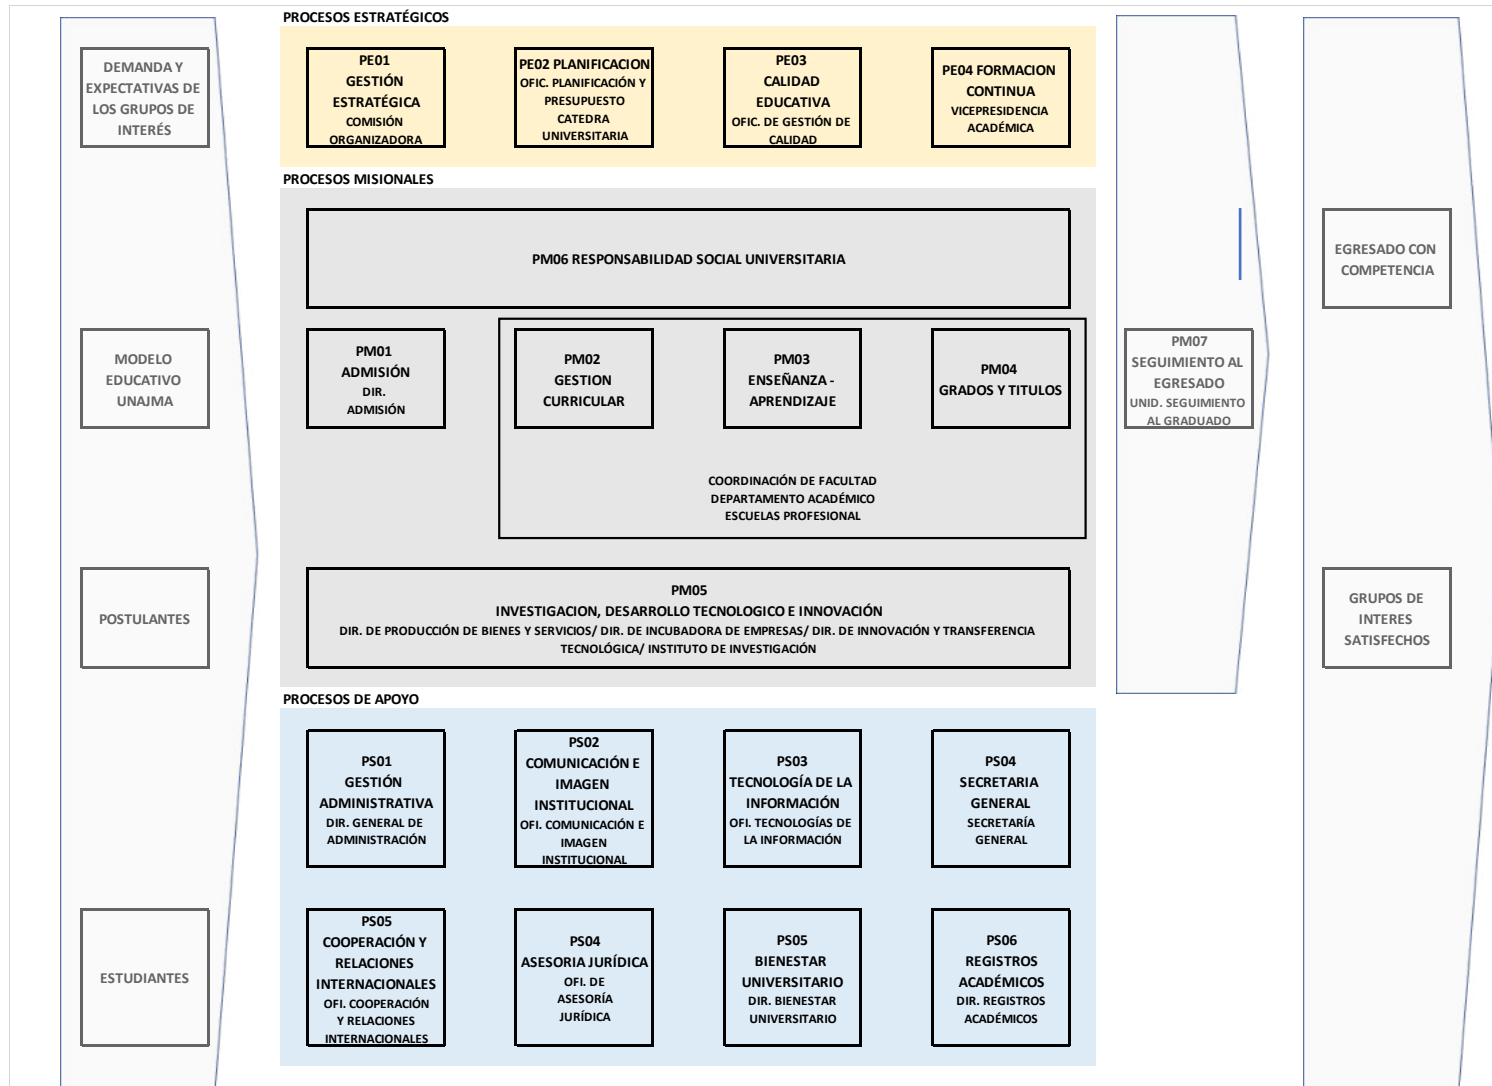 PROCESOS ESTRATÉGICOS
DEMANDA Y
EXPECTATIVAS DE
LOS GRUPOS DE
INTERÉS
PE01
GESTIÓN
ESTRATÉGICA
COMISIÓN
ORGANIZADORA
PE02 PLANIFICACION
OFIC. PLANIFICACIÓN Y
PRESUPUESTO
CATEDRA
UNIVERSITARIA
PE03
CALIDAD
EDUCATIVA
OFIC. DE GESTIÓN DE
CALIDAD
PE04 FORMACION
CONTINUA
VICEPRESIDENCIA
ACADÉMICA
PROCESOS MISIONALES
PM06 RESPONSABILIDAD SOCIAL UNIVERSITARIA
EGRESADO CON
COMPETENCIA
MODELO
EDUCATIVO
UNAJMA
PM01
ADMISIÓN
DIR.
ADMISIÓN
PM02
GESTION
CURRICULAR
PM03
ENSEÑANZA -
APRENDIZAJE
PM04
GRADOS Y TITULOS
PM07
SEGUIMIENTO AL
EGRESADO
UNID. SEGUIMIENTO
AL GRADUADO
COORDINACIÓN DE FACULTAD
DEPARTAMENTO ACADÉMICO
ESCUELAS PROFESIONAL
POSTULANTES
PM05
INVESTIGACION, DESARROLLO TECNOLOGICO E INNOVACIÓN
DIR. DE PRODUCCIÓN DE BIENES Y SERVICIOS/ DIR. DE INCUBADORA DE EMPRESAS/ DIR. DE INNOVACIÓN Y TRANSFERENCIA
TECNOLÓGICA/ INSTITUTO DE INVESTIGACIÓN
GRUPOS DE
INTERES
SATISFECHOS
PROCESOS DE APOYO
PS01
GESTIÓN
ADMINISTRATIVA
DIR. GENERAL DE
ADMINISTRACIÓN
PS02
COMUNICACIÓN E
IMAGEN
INSTITUCIONAL
OFI. COMUNICACIÓN E
IMAGEN
INSTITUCIONAL
PS03
TECNOLOGÍA DE LA
INFORMACIÓN
OFI. TECNOLOGÍAS DE
LA INFORMACIÓN
PS04
SECRETARIA
GENERAL
SECRETARÍA
GENERAL
ESTUDIANTES
PS05
COOPERACIÓN Y
RELACIONES
INTERNACIONALES
OFI. COOPERACIÓN
Y RELACIONES
INTERNACIONALES
PS04
ASESORIA JURÍDICA
OFI. DE
ASESORÍA
JURÍDICA
PS05
BIENESTAR
UNIVERSITARIO
DIR. BIENESTAR
UNIVERSITARIO
PS06
REGISTROS
ACADÉMICOS
DIR. REGISTROS
ACADÉMICOS